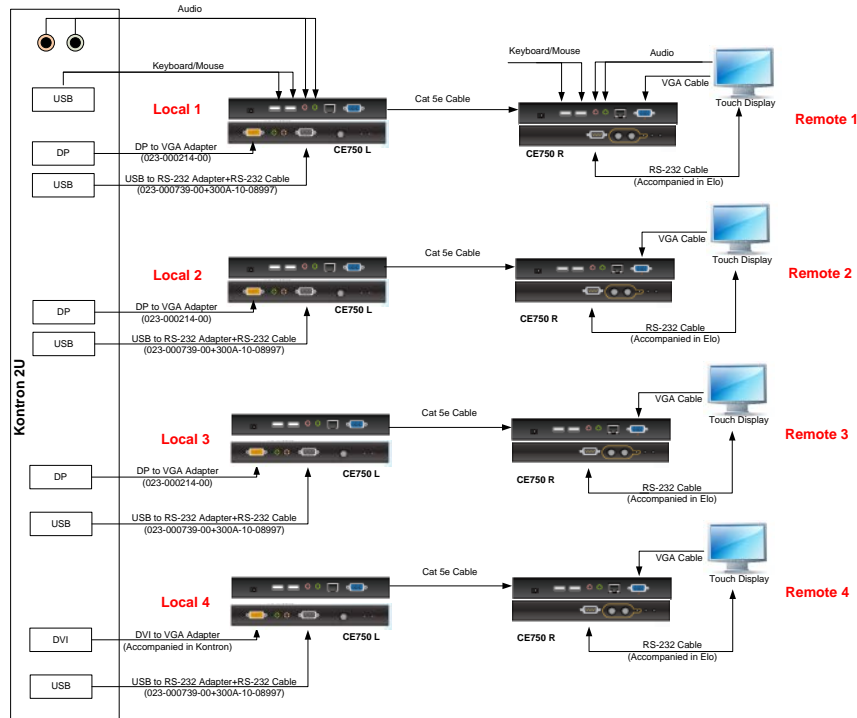 Audio
Keyboard/Mouse
USB
Local 1
Cat 5e Cable
Keyboard/Mouse
Audio
VGA Cable
Touch Display
Remote 1
DP
DP to VGA Adapter
(023-000214-00)
CE750 L
CE750 R
USB
USB to RS-232 Adapter+RS-232 Cable
(023-000739-00+300A-10-08997)
RS-232 Cable
(Accompanied in Elo)
Local 2
Cat 5e Cable
VGA Cable
Touch Display
Remote 2
DP
DP to VGA Adapter
(023-000214-00)
CE750 L
CE750 R
USB
USB to RS-232 Adapter+RS-232 Cable
(023-000739-00+300A-10-08997)
RS-232 Cable
(Accompanied in Elo)
Kontron 2U
Local 3
Cat 5e Cable
VGA Cable
Touch Display
Remote 3
DP
DP to VGA Adapter
(023-000214-00)
CE750 L
CE750 R
USB
USB to RS-232 Adapter+RS-232 Cable
(023-000739-00+300A-10-08997)
RS-232 Cable
(Accompanied in Elo)
Local 4
Cat 5e Cable
VGA Cable
Touch Display
Remote 4
DVI
DVI to VGA Adapter
(Accompanied in Kontron)
CE750 L
CE750 R
USB
USB to RS-232 Adapter+RS-232 Cable
(023-000739-00+300A-10-08997)
RS-232 Cable
(Accompanied in Elo)